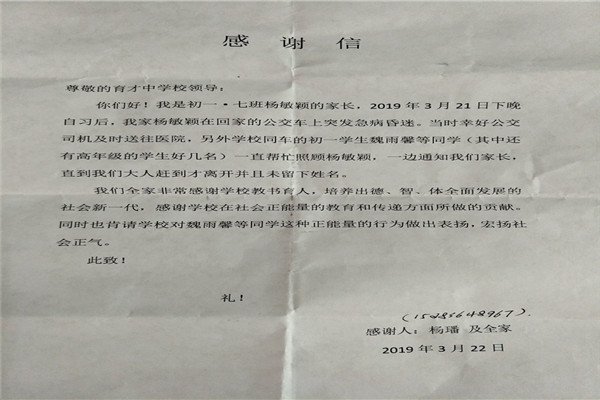 感谢信
尊敬的育才中学校领导：
你们好！我是初一·七班杨敏颖的家长，2019年3月21日下晚
自习后，我家杨敏颖在回家的公交车上突发急病昏迷。当时幸好公交
司机及时送往医院，另外学校同车的初一学生魏雨馨等同学（其中还
有高年级的学生好几名）一直帮忙照顾杨敏颖，一边通知我们家长，
直到我们大人赶到才离开并且未留下姓名。
我们全家非常感谢学校教书育人，培养出德、智、体全面发展的
社会新一代，感谢学校在社会正能量的教育和传递方面所做的贡献。
同时也肯请学校对魏雨馨等同学这种正能量的行为做出表扬，宏扬社
会正气。
此致！
礼！
感谢人：杨璠 及全家
2019年3月22日